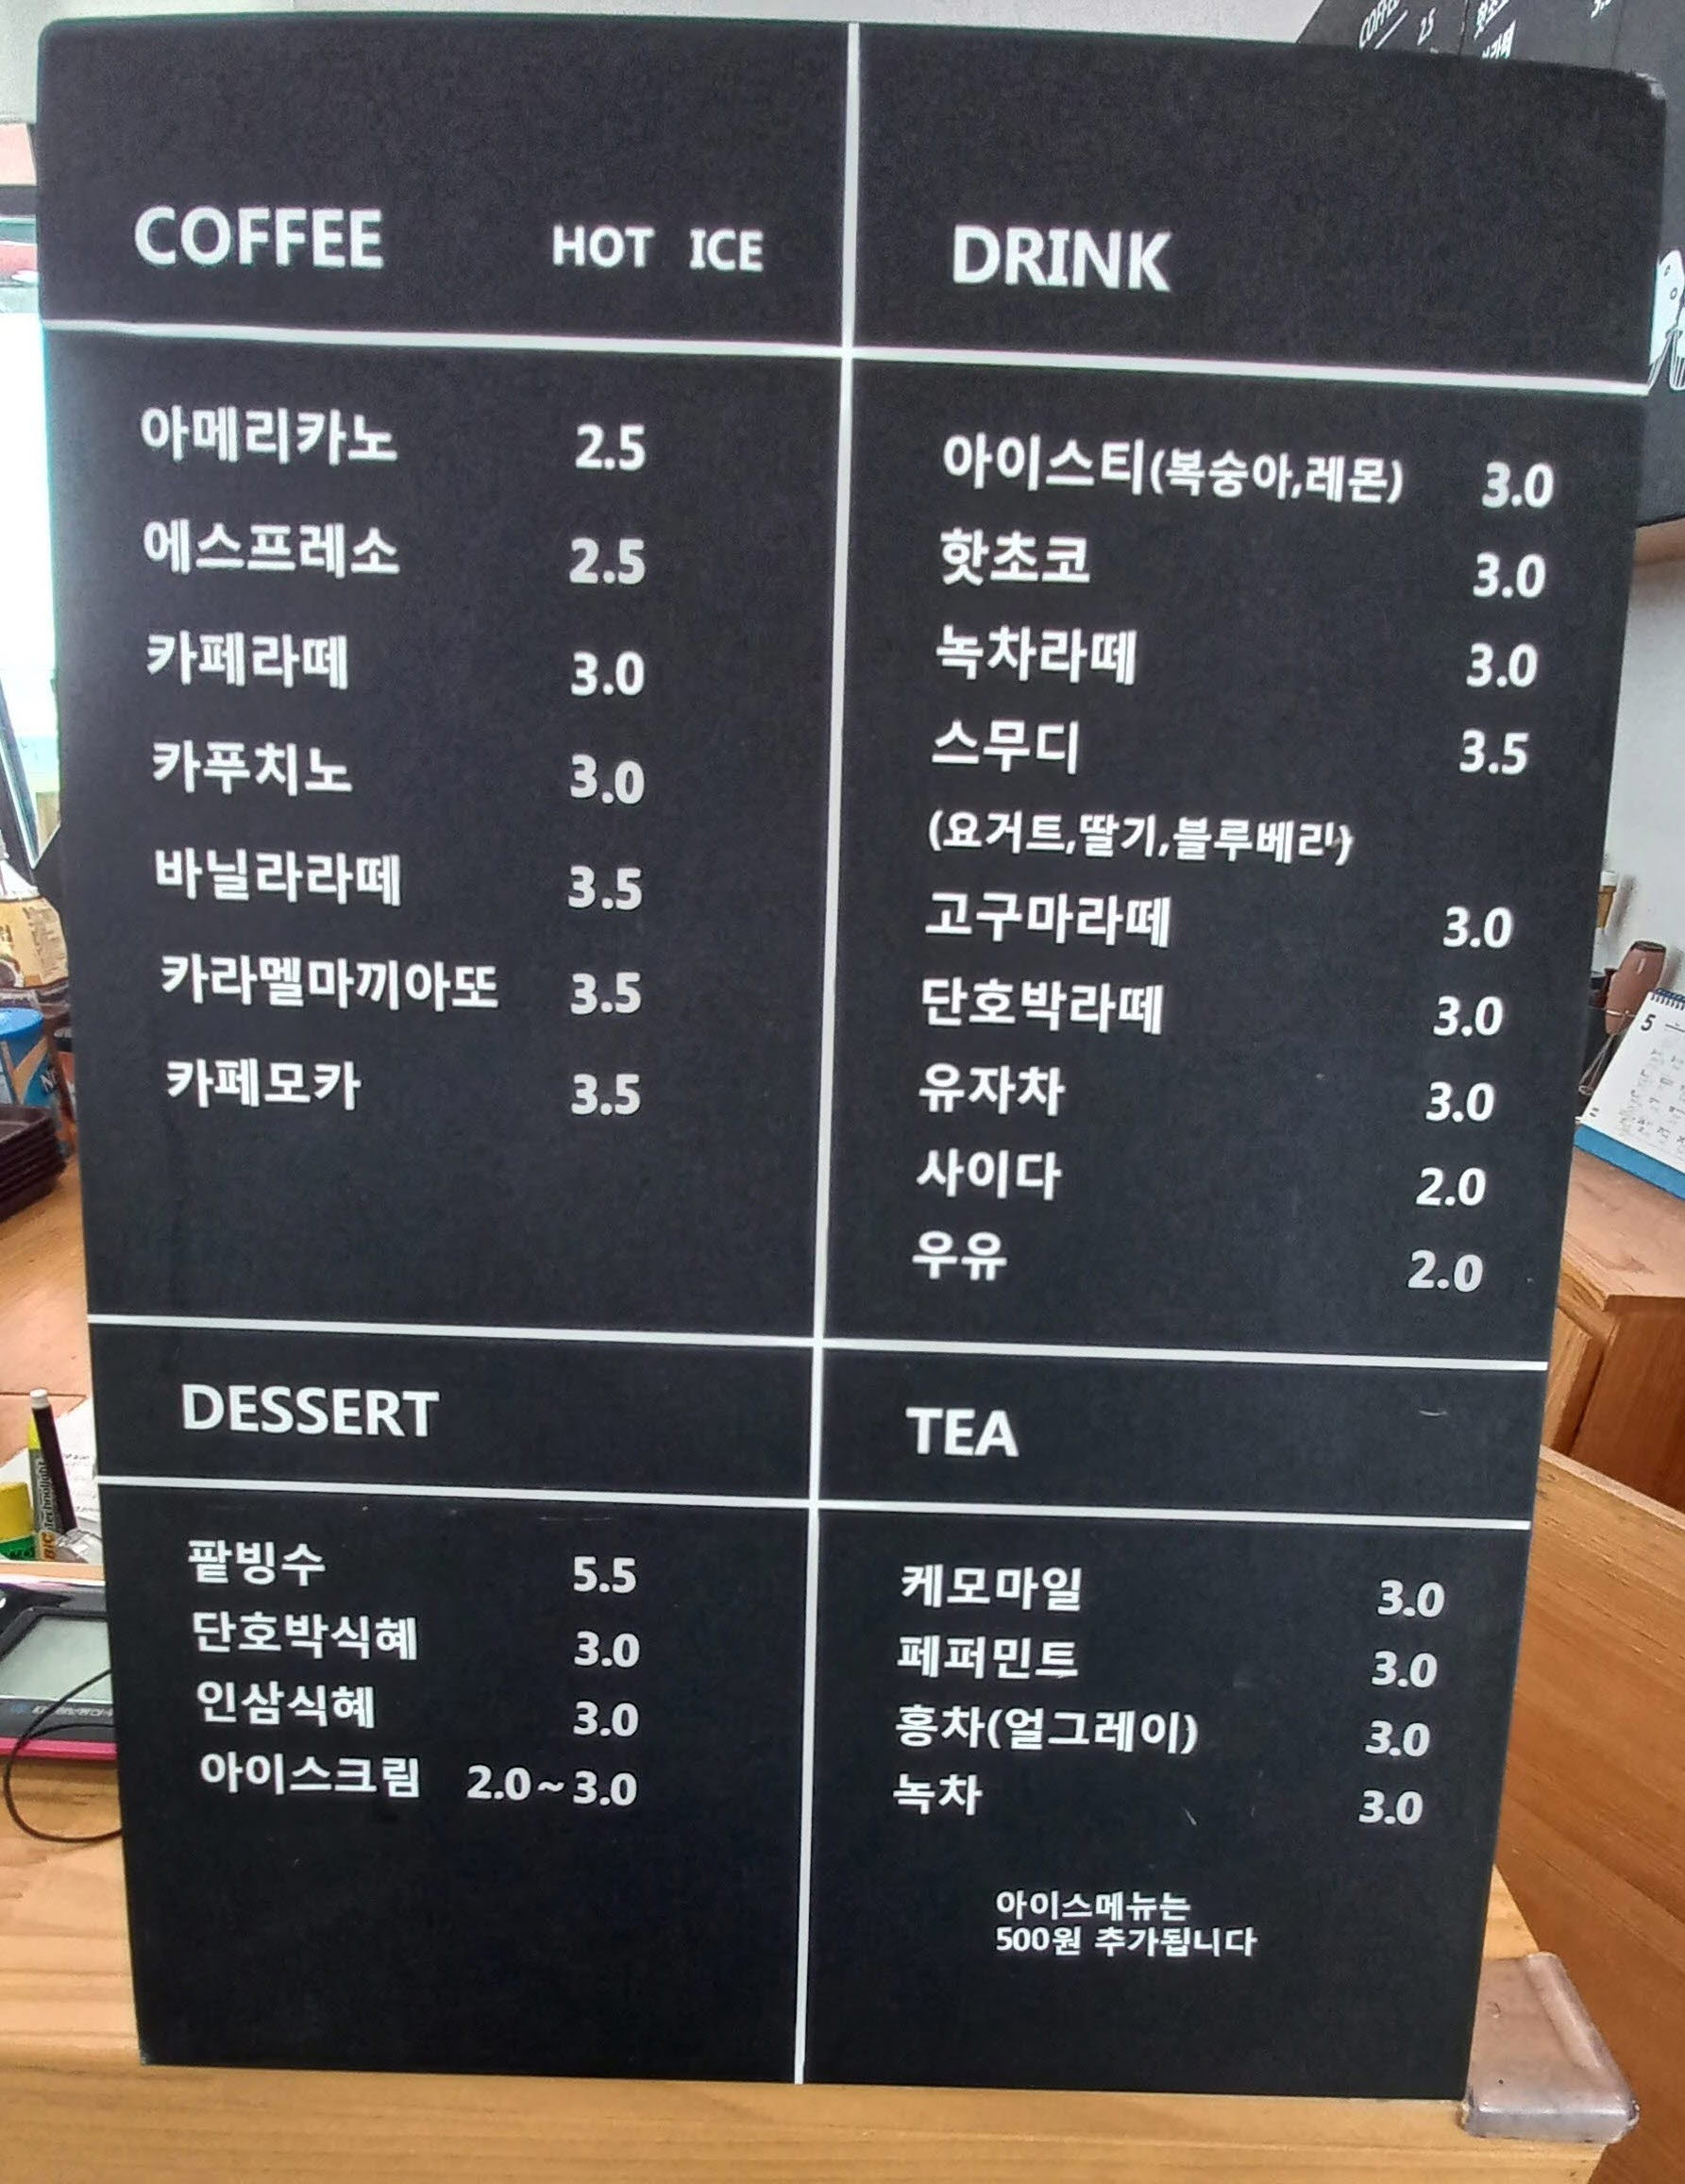 COFFEE HOT ICE
아메리카노 2.5
에스프레소 2.5
카페라떼 3.0
카푸치노 3.0
바닐라라떼 3.5
카라멜마끼아또 3.5
카페모카 3.5
DRINK
아이스티(복숭아,레몬) 3.0
핫초코 3.0
녹차라떼 3.0
스무디 3.5
(요거트,딸기,블루베리)
고구마라떼 3.0
단호박라떼 3.0
유자차 3.0
사이다 2.0
우유 2.0
DESSERT
팥빙수 5.5
단호박식혜 3.0
인삼식혜 3.0
아이스크림 2.0~3.0
TEA
케모마일 3.0
페퍼민트 3.0
홍차(얼그레이) 3.0
녹차 3.0
아이스메뉴는
500원 추가됩니다
COFFEE
25
5
BIC Technolight